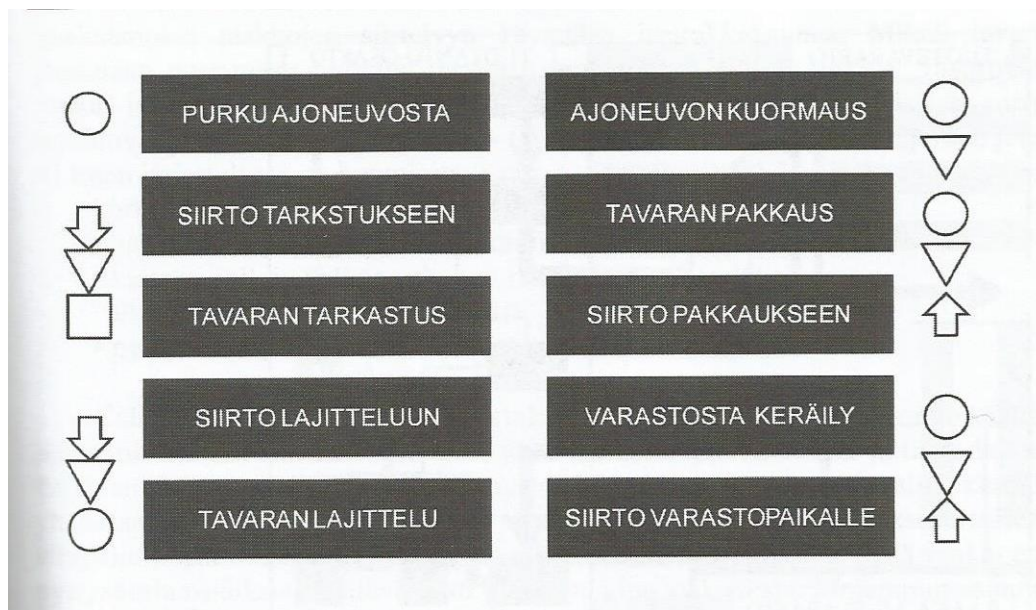 PURKU AJONEUVOSTA
SIIRTO TARKSTUKSEEN
TAVARAN TARKASTUS
SIIRTO LAJITTELUUN
TAVARAN LAJITTELU
AJONEUVON KUORMAUS
TAVARAN PAKKAUS
SIIRTO PAKKAUKSEEN
VARASTOSTA KERÄILY
SIIRTO VARASTOPAIKALLE